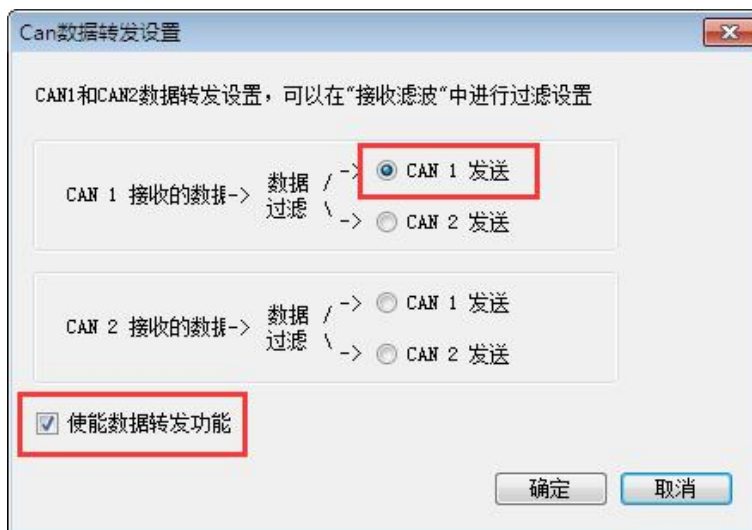 Can数据转发设置
CAN1和CAN2数据转发设置，可以在"接收滤波"中进行过滤设置
CAN 1 接收的数据-> 数据过滤 / -> CAN 1 发送
\ -> CAN 2 发送
CAN 2 接收的数据-> 数据过滤 / -> CAN 1 发送
\ -> CAN 2 发送
使能数据转发功能
确定 取消